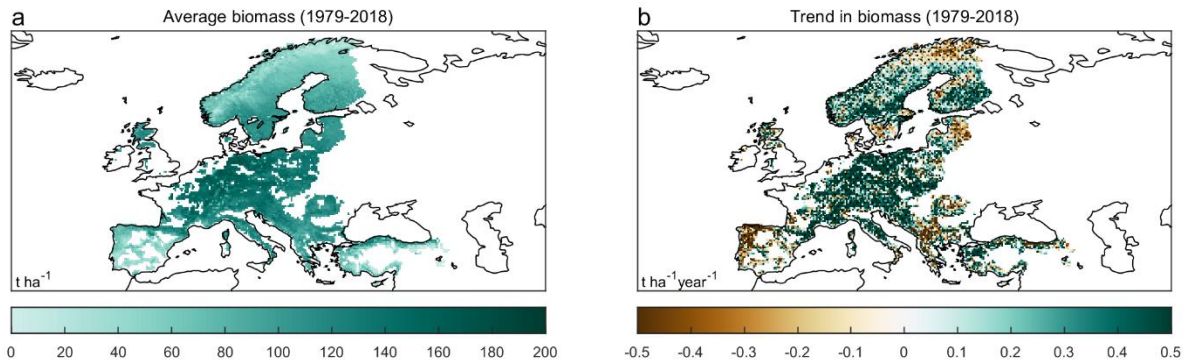 a
Average biomass (1979-2018)
t ha⁻¹
0 20 40 60 80 100 120 140 160 180 200
b
Trend in biomass (1979-2018)
t ha⁻¹year⁻¹
-0.5 -0.4 -0.3 -0.2 -0.1 0 0.1 0.2 0.3 0.4 0.5